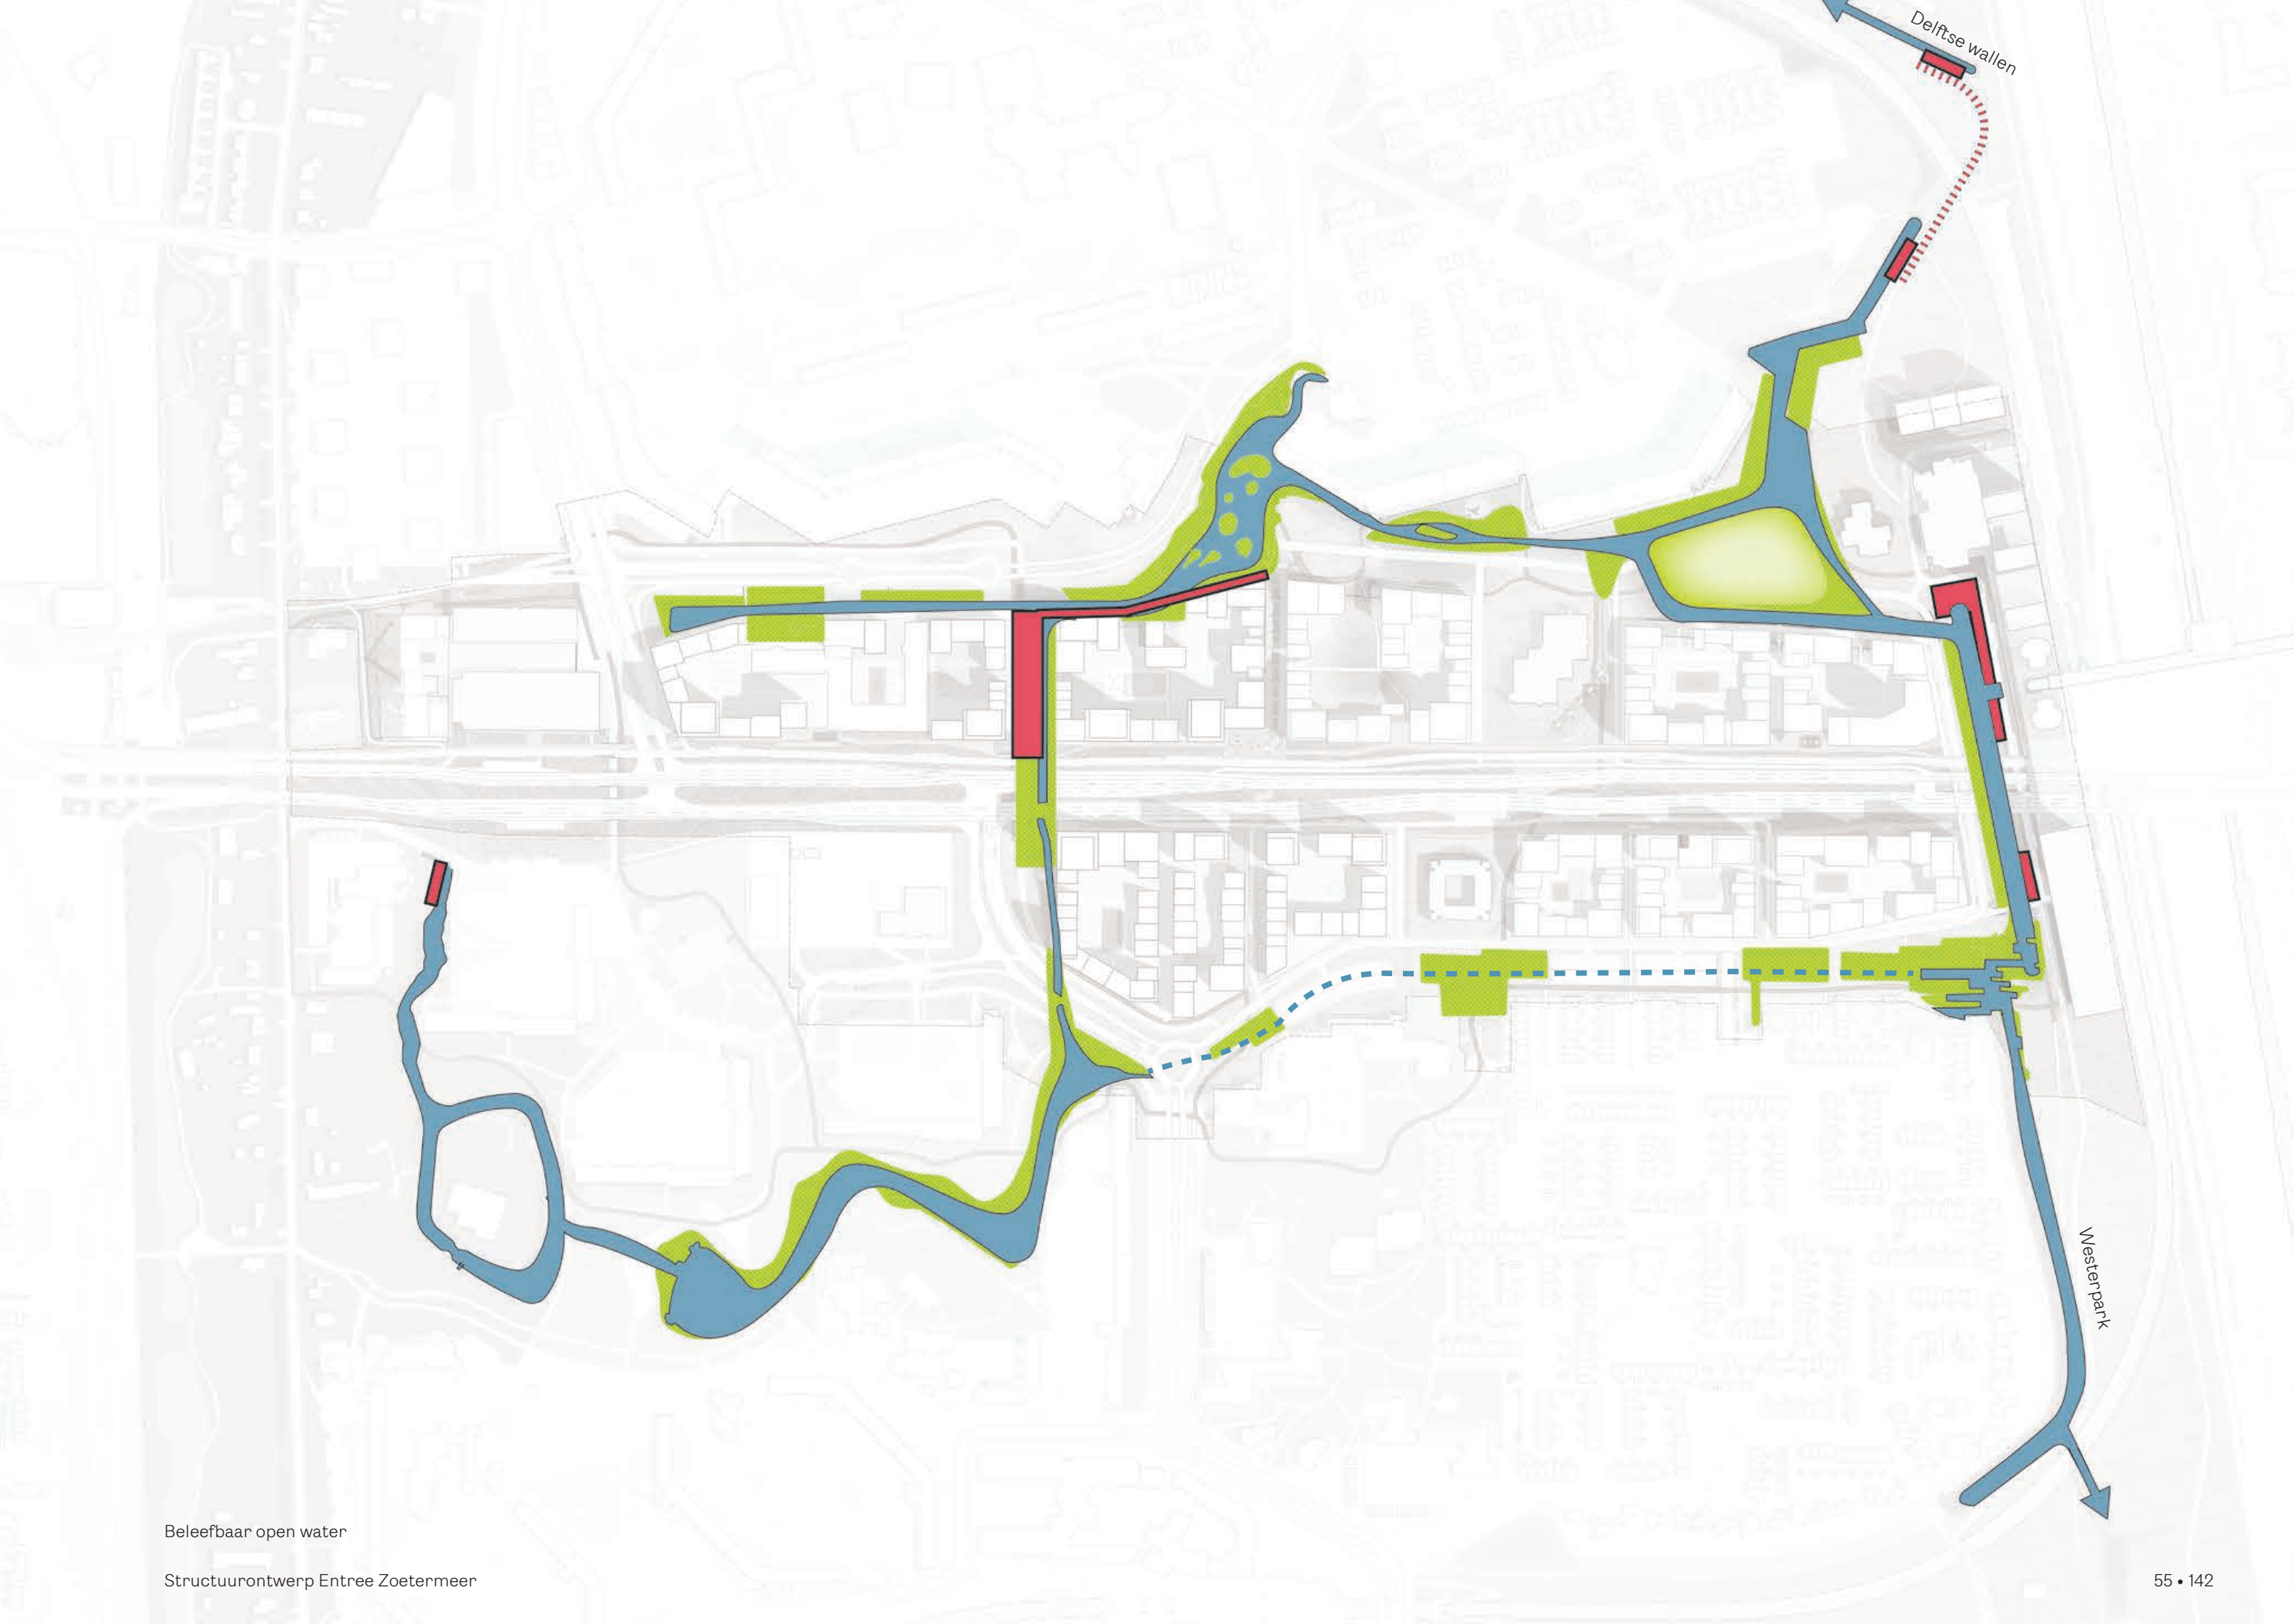 Delftse wallen
Westerpark
Beleefbaar open water
Structuurontwerp Entree Zoetermeer
55 • 142